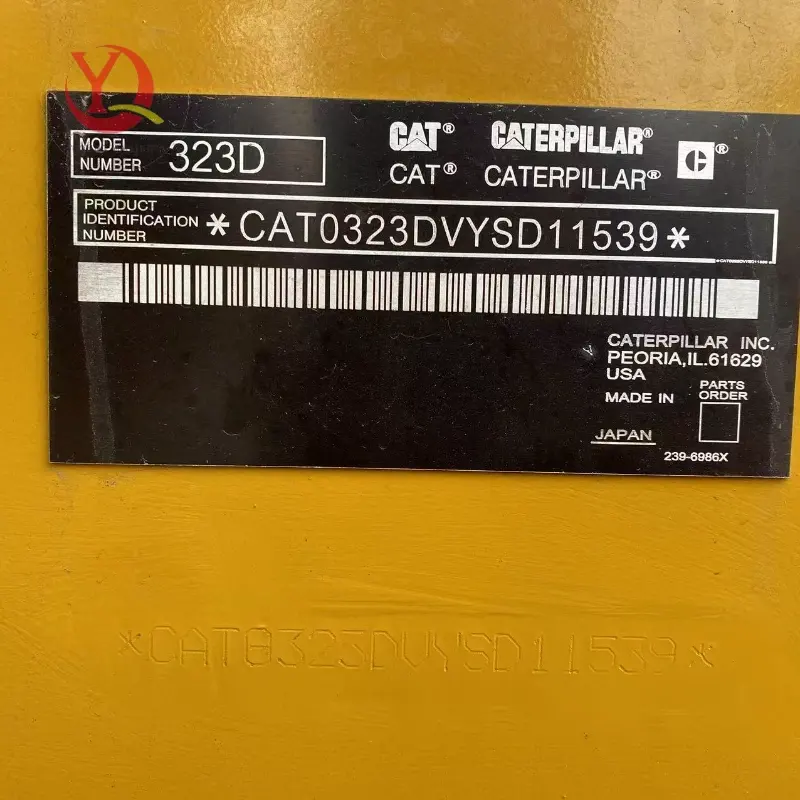 MODEL
NUMBER 323D
CAT® CATERPILLAR®
CAT® CATERPILLAR® C®
PRODUCT
IDENTIFICATION
NUMBER *CAT0323DVYSD11539*
*CAT0323DVYSD11539*
CATERPILLAR INC.
PEORIA,IL.61629
USA
MADE IN
JAPAN
PARTS
ORDER
239-6986X
*CAT0323DVYSD11539*